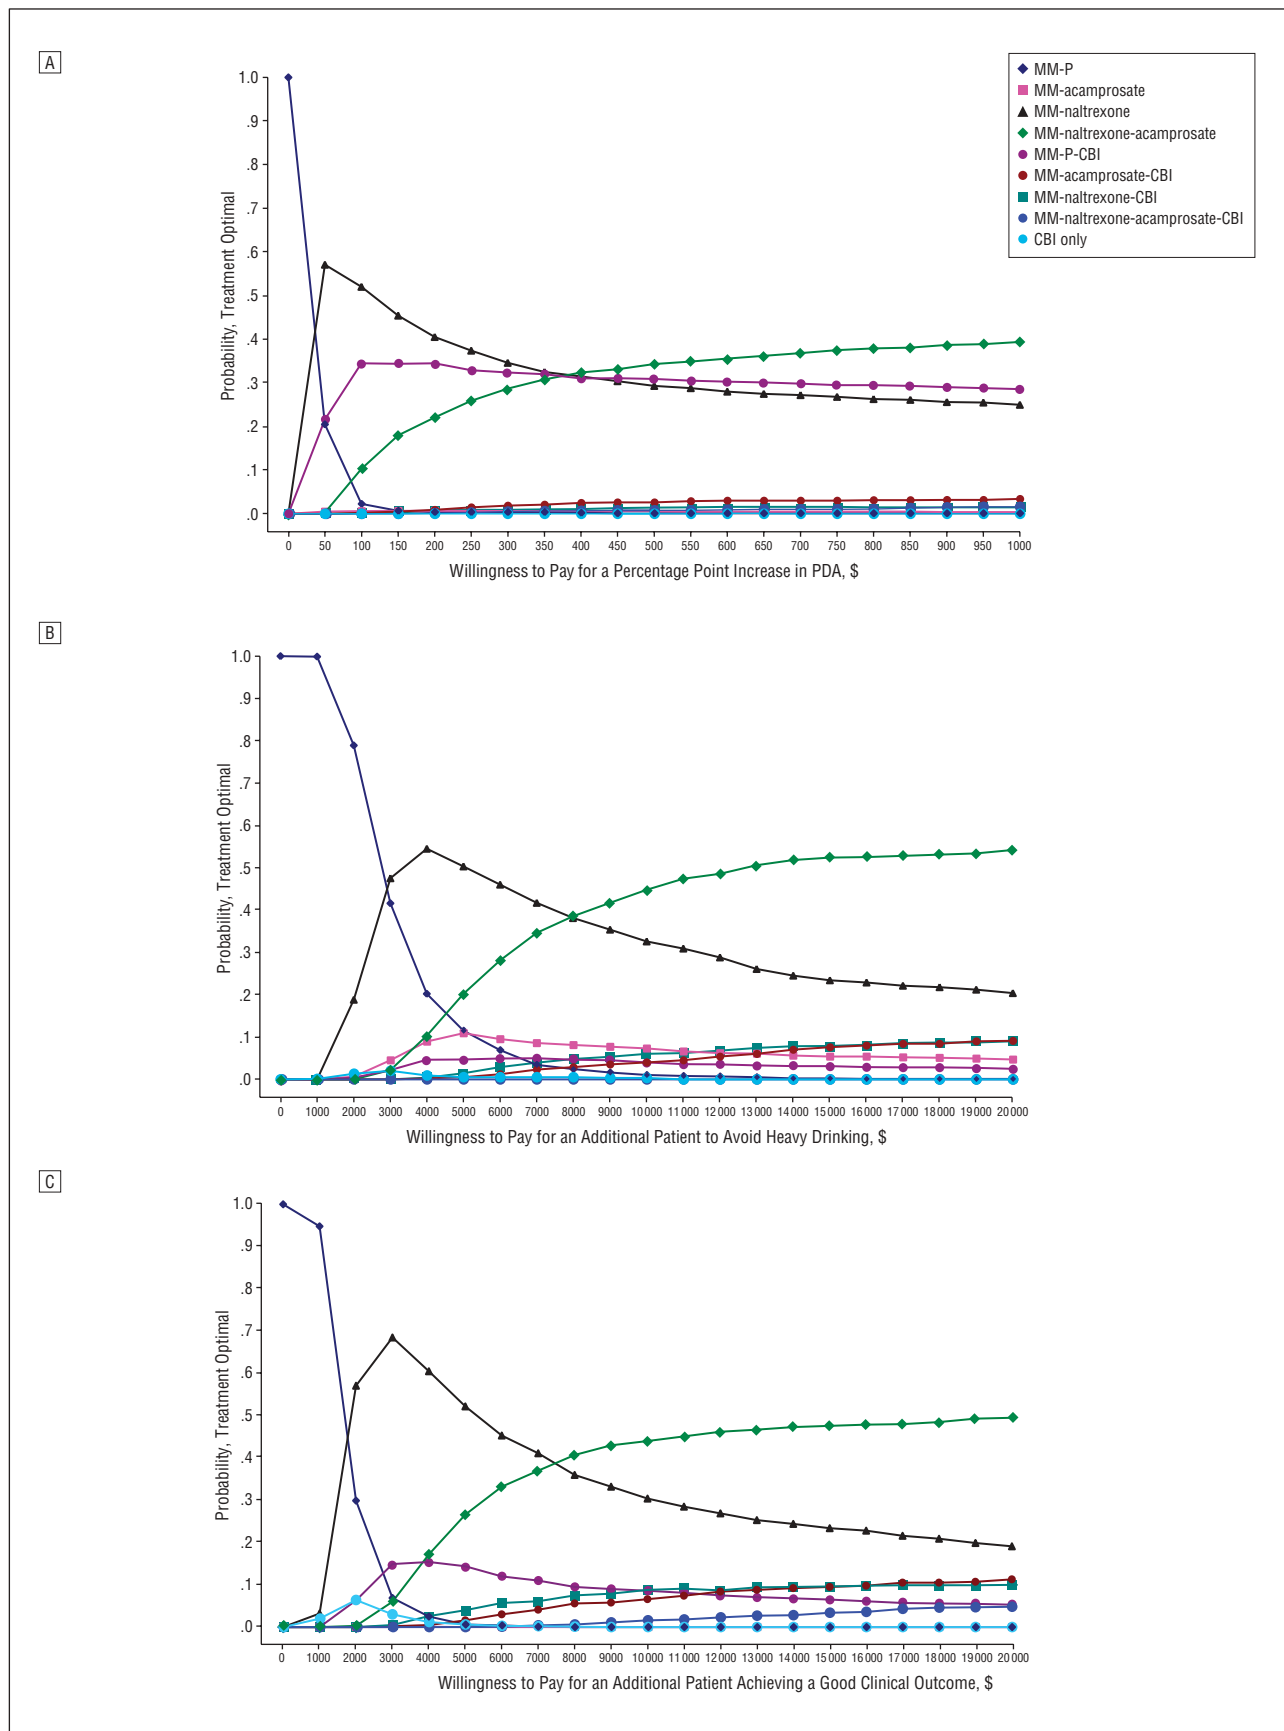 A
MM-P
MM-acamprosate
MM-naltrexone
MM-naltrexone-acamprosate
MM-P-CBI
MM-acamprosate-CBI
MM-naltrexone-CBI
MM-naltrexone-acamprosate-CBI
CBI only
1.0
.9
.8
.7
.6
.5
.4
.3
.2
.1
.0
Probability, Treatment Optimal
0 50 100 150 200 250 300 350 400 450 500 550 600 650 700 750 800 850 900 950 1000
Willingness to Pay for a Percentage Point Increase in PDA, $
B
1.0
.9
.8
.7
.6
.5
.4
.3
.2
.1
.0
Probability, Treatment Optimal
0 1000 2000 3000 4000 5000 6000 7000 8000 9000 10000 11000 12000 13000 14000 15000 16000 17000 18000 19000 20000
Willingness to Pay for an Additional Patient to Avoid Heavy Drinking, $
C
1.0
.9
.8
.7
.6
.5
.4
.3
.2
.1
.0
Probability, Treatment Optimal
0 1000 2000 3000 4000 5000 6000 7000 8000 9000 10000 11000 12000 13000 14000 15000 16000 17000 18000 19000 20000
Willingness to Pay for an Additional Patient Achieving a Good Clinical Outcome, $